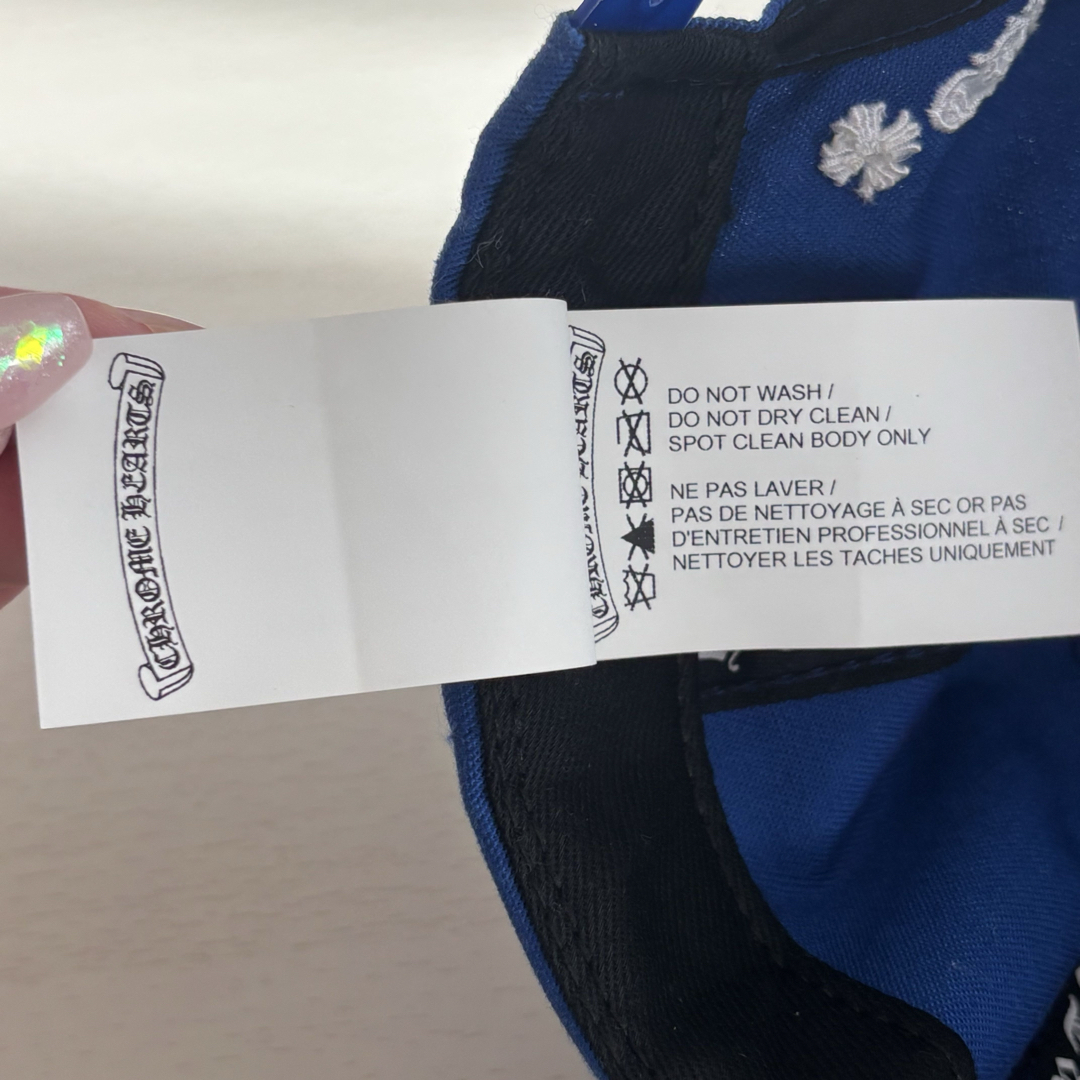 CHROME HEARTS
CHROME HEARTS
DO NOT WASH /
DO NOT DRY CLEAN /
SPOT CLEAN BODY ONLY
NE PAS LAVER /
PAS DE NETTOYAGE À SEC OR PAS
D'ENTRETIEN PROFESSIONNEL À SEC /
NETTOYER LES TACHES UNIQUEMENT